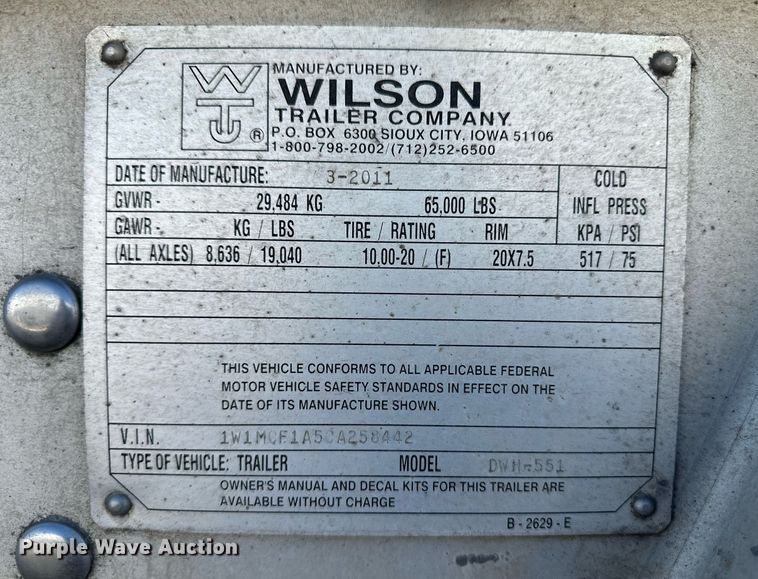 MANUFACTURED BY:
WILSON
TRAILER COMPANY
P.O. BOX 6300 SIOUX CITY, IOWA 51106
1-800-798-2002/(712)252-6500
WT ®
DATE OF MANUFACTURE: 3-2011 COLD
GVWR - 29,484 KG 65,000 LBS INFL PRESS
GAWR - KG / LBS TIRE / RATING RIM KPA / PSI
(ALL AXLES) 8,636 / 19,040 10.00-20 / (F) 20X7.5 517 / 75
THIS VEHICLE CONFORMS TO ALL APPLICABLE FEDERAL
MOTOR VEHICLE SAFETY STANDARDS IN EFFECT ON THE
DATE OF ITS MANUFACTURE SHOWN.
V.I.N. 1W1MCF1A5CA258442
TYPE OF VEHICLE: TRAILER MODEL DWH-551
OWNER'S MANUAL AND DECAL KITS FOR THIS TRAILER ARE
AVAILABLE WITHOUT CHARGE
B - 2629 - E
Purple Wave Auction